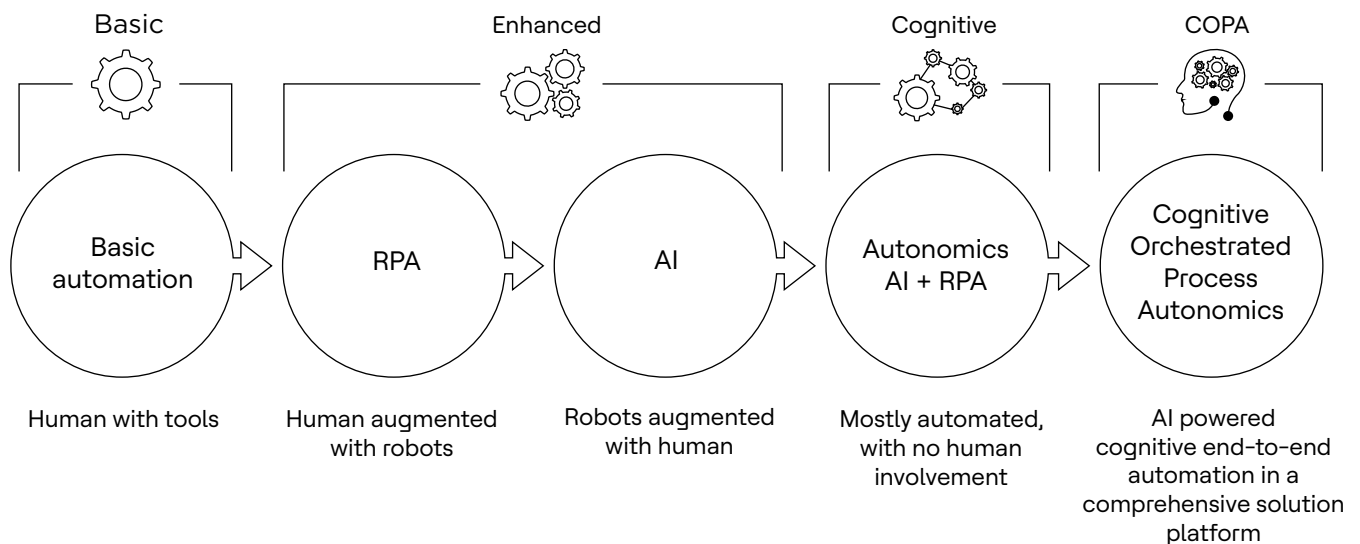 Basic
Enhanced
Cognitive
COPA
Basic
automation
RPA
AI
Autonomics
AI + RPA
Cognitive
Orchestrated
Process
Autonomics
Human with tools
Human augmented
with robots
Robots augmented
with human
Mostly automated,
with no human
involvement
AI powered
cognitive end-to-end
automation in a
comprehensive solution
platform